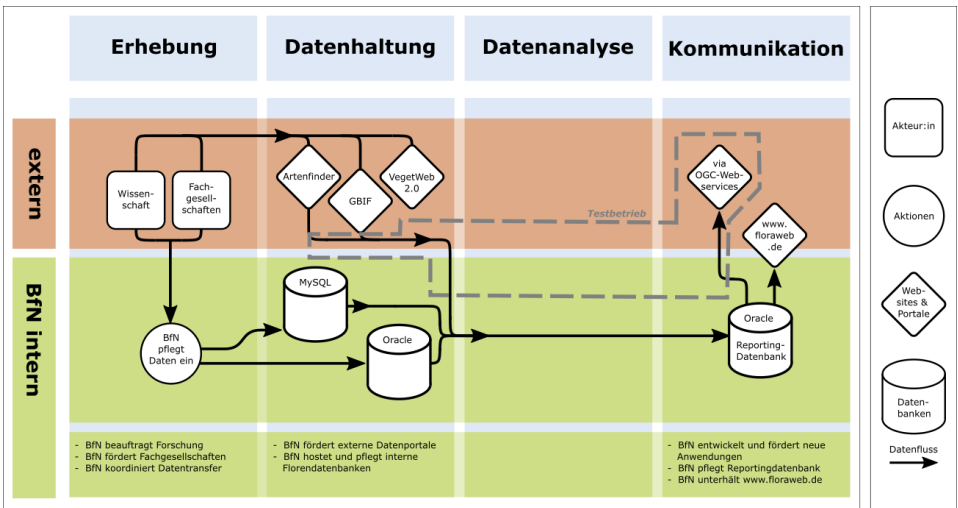 Erhebung
Datenhaltung
Datenanalyse
Kommunikation
extern
BfN intern
Wissen-
schaft
Fach-
gesell-
schaften
Artenfinder
GBIF
VegetWeb
2.0
Testbetrieb
via
OGC-Web-
services
www.
floraweb
.de
BfN
pflegt
Daten ein
MySQL
Oracle
Oracle
Reporting-
Datenbank
- BfN beauftragt Forschung
- BfN fördert Fachgesellschaften
- BfN koordiniert Datentransfer
- BfN fördert externe Datenportale
- BfN hostet und pflegt interne
Florendatenbanken
- BfN entwickelt und fördert neue
Anwendungen
- BfN pflegt Reportingdatenbank
- BfN unterhält www.floraweb.de
Akteur:in
Aktionen
Web-
sites &
Portale
Daten-
banken
Datenfluss